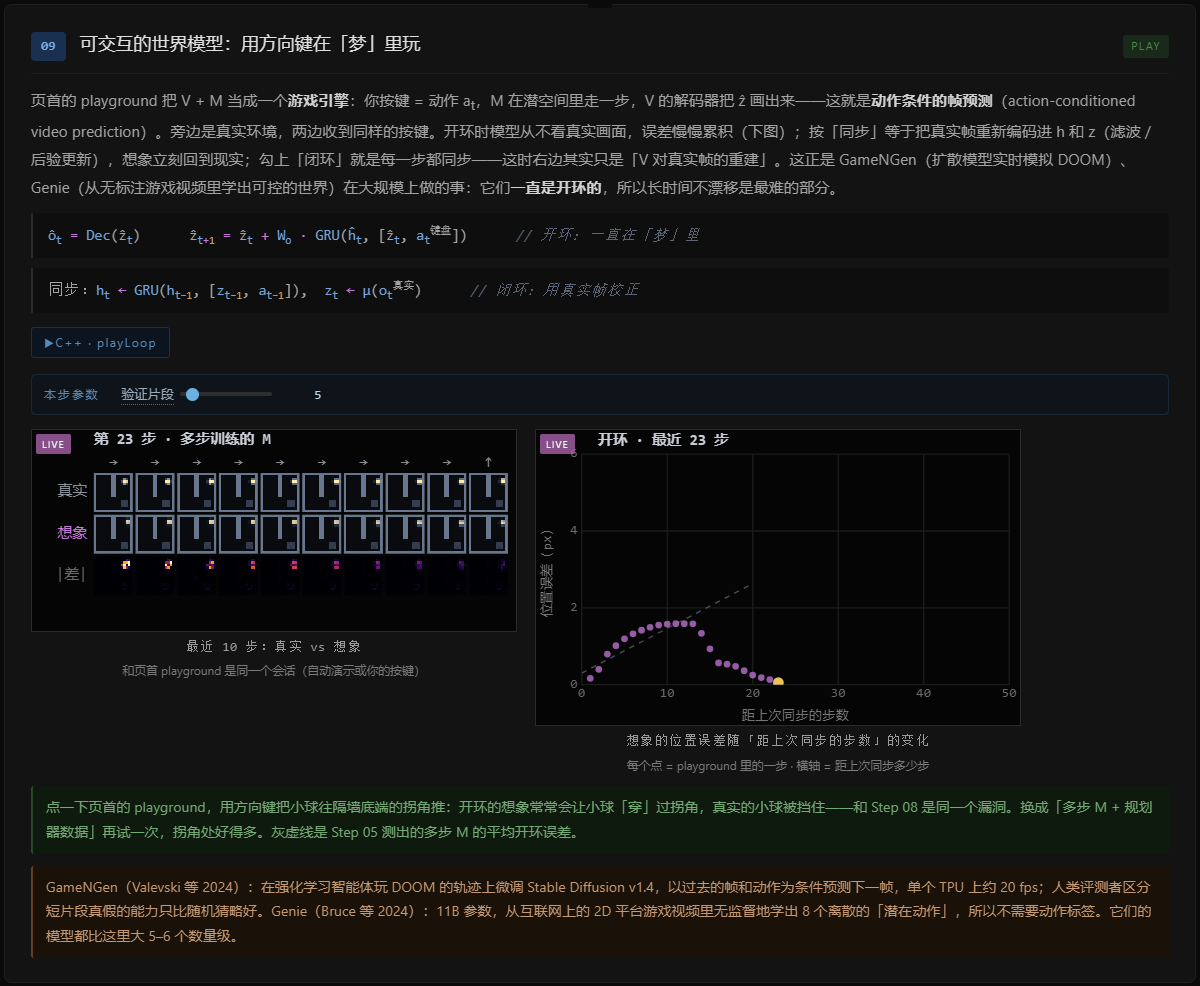 09 可交互的世界模型：用方向键在「梦」里玩 PLAY
页首的 playground 把 V + M 当成一个游戏引擎：你按键 = 动作 aₜ，M 在潜空间里走一步，V 的解码器把 ẑ 画出来——这就是动作条件的帧预测（action-conditioned
video prediction）。旁边是真实环境，两边收到同样的按键。开环时模型从不看真实画面，误差慢慢累积（下图）；按「同步」等于把真实帧重新编码进 h 和 z（滤波 /
后验更新），想象立刻回到现实；勾上「闭环」就是每一步都同步——这时右边其实只是「V 对真实帧的重建」。这正是 GameNGen（扩散模型实时模拟 DOOM）、
Genie（从无标注游戏视频里学出可控的世界）在大规模上做的事：它们一直是开环的，所以长时间不漂移是最难的部分。
ôₜ = Dec(ẑₜ) ẑₜ₊₁ = ẑₜ + Wₒ · GRU(ĥₜ, [ẑₜ, aₜ键盘]) // 开环：一直在「梦」里
同步：hₜ ← GRU(hₜ₋₁, [zₜ₋₁, aₜ₋₁]), zₜ ← μ(oₜ真实) // 闭环：用真实帧校正
▶C++ · playLoop
本步参数 验证片段 5
LIVE 第 23 步 · 多步训练的 M
→ → → → → → → → → ↑
真实
想象
|差|
最近 10 步：真实 vs 想象
和页首 playground 是同一个会话（自动演示或你的按键）
LIVE 开环 · 最近 23 步
6
4
2
0
位置误差（px）
0 10 20 30 40 50
距上次同步的步数
想象的位置误差随「距上次同步的步数」的变化
每个点 = playground 里的一步 · 横轴 = 距上次同步多少步
点一下页首的 playground，用方向键把小球往隔墙底端的拐角推：开环的想象常常会让小球「穿」过拐角，真实的小球被挡住——和 Step 08 是同一个漏洞。换成「多步 M + 规划
器数据」再试一次，拐角处好得多。灰虚线是 Step 05 测出的多步 M 的平均开环误差。
GameNGen（Valevski 等 2024）：在强化学习智能体玩 DOOM 的轨迹上微调 Stable Diffusion v1.4，以过去的帧和动作为条件预测下一帧，单个 TPU 上约 20 fps；人类评测者区分
短片段真假的能力只比随机猜略好。Genie（Bruce 等 2024）：11B 参数，从互联网上的 2D 平台游戏视频里无监督地学出 8 个离散的「潜在动作」，所以不需要动作标签。它们的
模型都比这里大 5–6 个数量级。